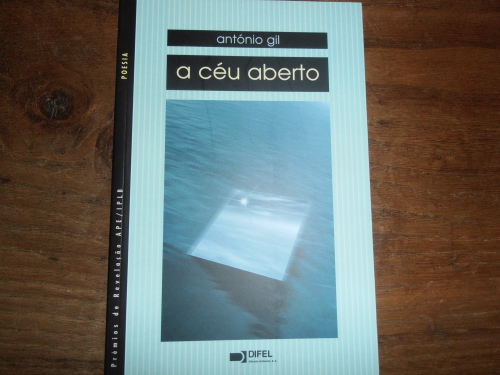 antónio gil
a céu aberto
DIFEL
Prémios de Revelação APE/IPLB
POESIA